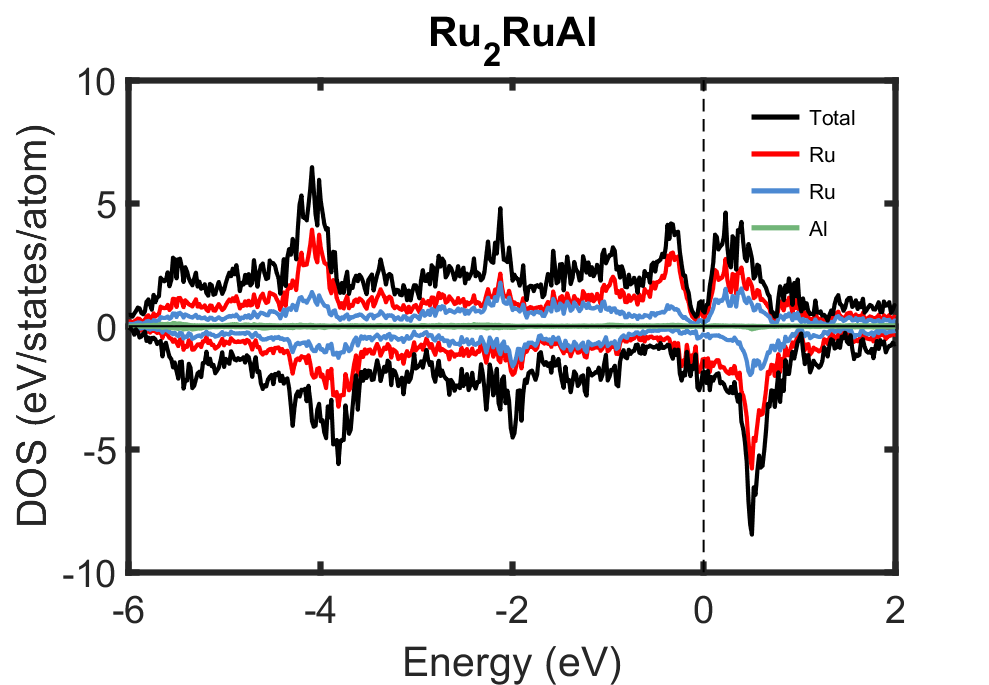 Ru2RuAl
10
5
0
-5
-10
DOS (eV/states/atom)
Total
Ru
Ru
Al
-6 -4 -2 0 2
Energy (eV)